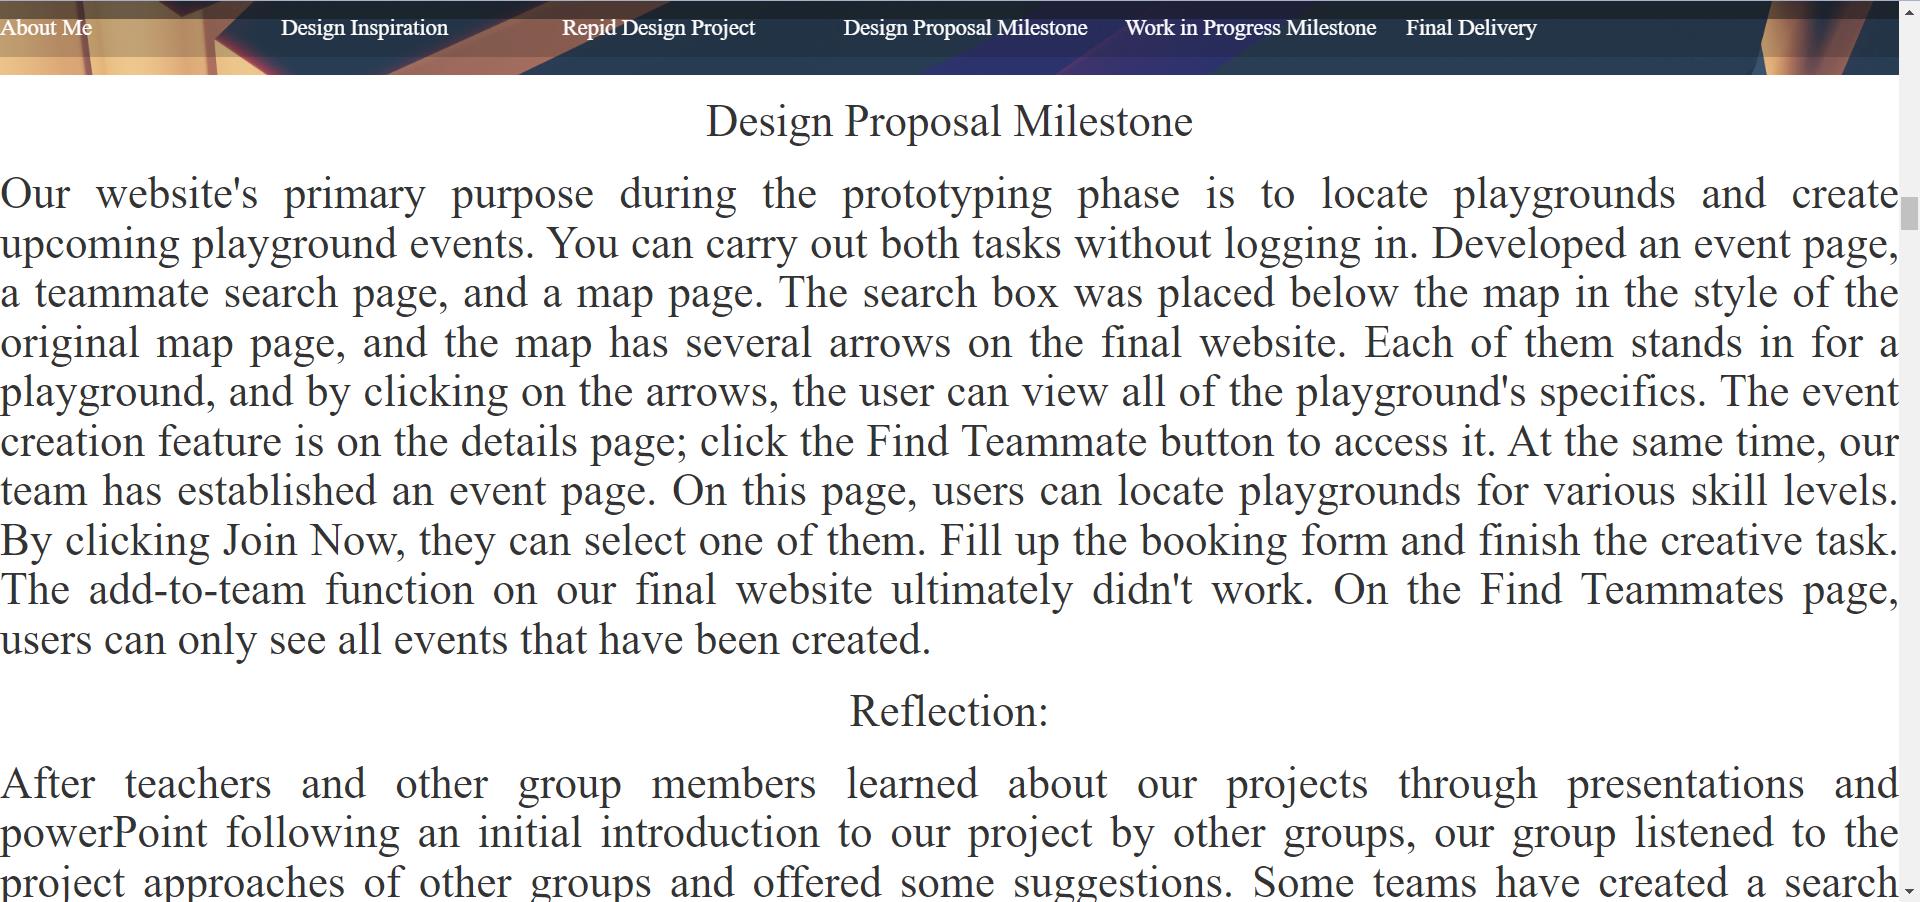 About Me Design Inspiration Repid Design Project Design Proposal Milestone Work in Progress Milestone Final Delivery
Design Proposal Milestone
Our website's primary purpose during the prototyping phase is to locate playgrounds and create
upcoming playground events. You can carry out both tasks without logging in. Developed an event page,
a teammate search page, and a map page. The search box was placed below the map in the style of the
original map page, and the map has several arrows on the final website. Each of them stands in for a
playground, and by clicking on the arrows, the user can view all of the playground's specifics. The event
creation feature is on the details page; click the Find Teammate button to access it. At the same time, our
team has established an event page. On this page, users can locate playgrounds for various skill levels.
By clicking Join Now, they can select one of them. Fill up the booking form and finish the creative task.
The add-to-team function on our final website ultimately didn't work. On the Find Teammates page,
users can only see all events that have been created.
Reflection:
After teachers and other group members learned about our projects through presentations and
powerPoint following an initial introduction to our project by other groups, our group listened to the
project approaches of other groups and offered some suggestions. Some teams have created a search